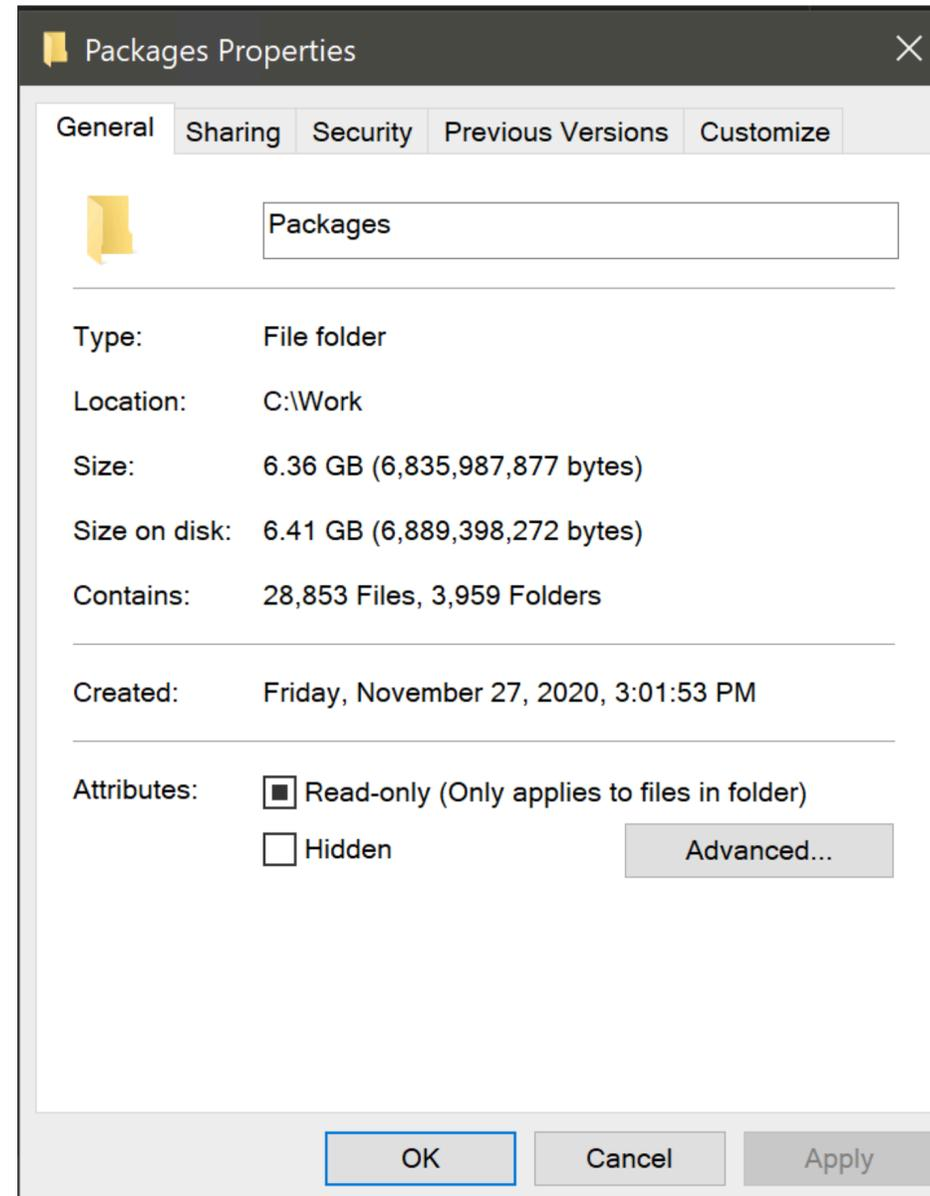 Packages Properties
General Sharing Security Previous Versions Customize
Packages
Type: File folder
Location: C:\Work
Size: 6.36 GB (6,835,987,877 bytes)
Size on disk: 6.41 GB (6,889,398,272 bytes)
Contains: 28,853 Files, 3,959 Folders
Created: Friday, November 27, 2020, 3:01:53 PM
Attributes: Read-only (Only applies to files in folder)
Hidden Advanced...
OK Cancel Apply